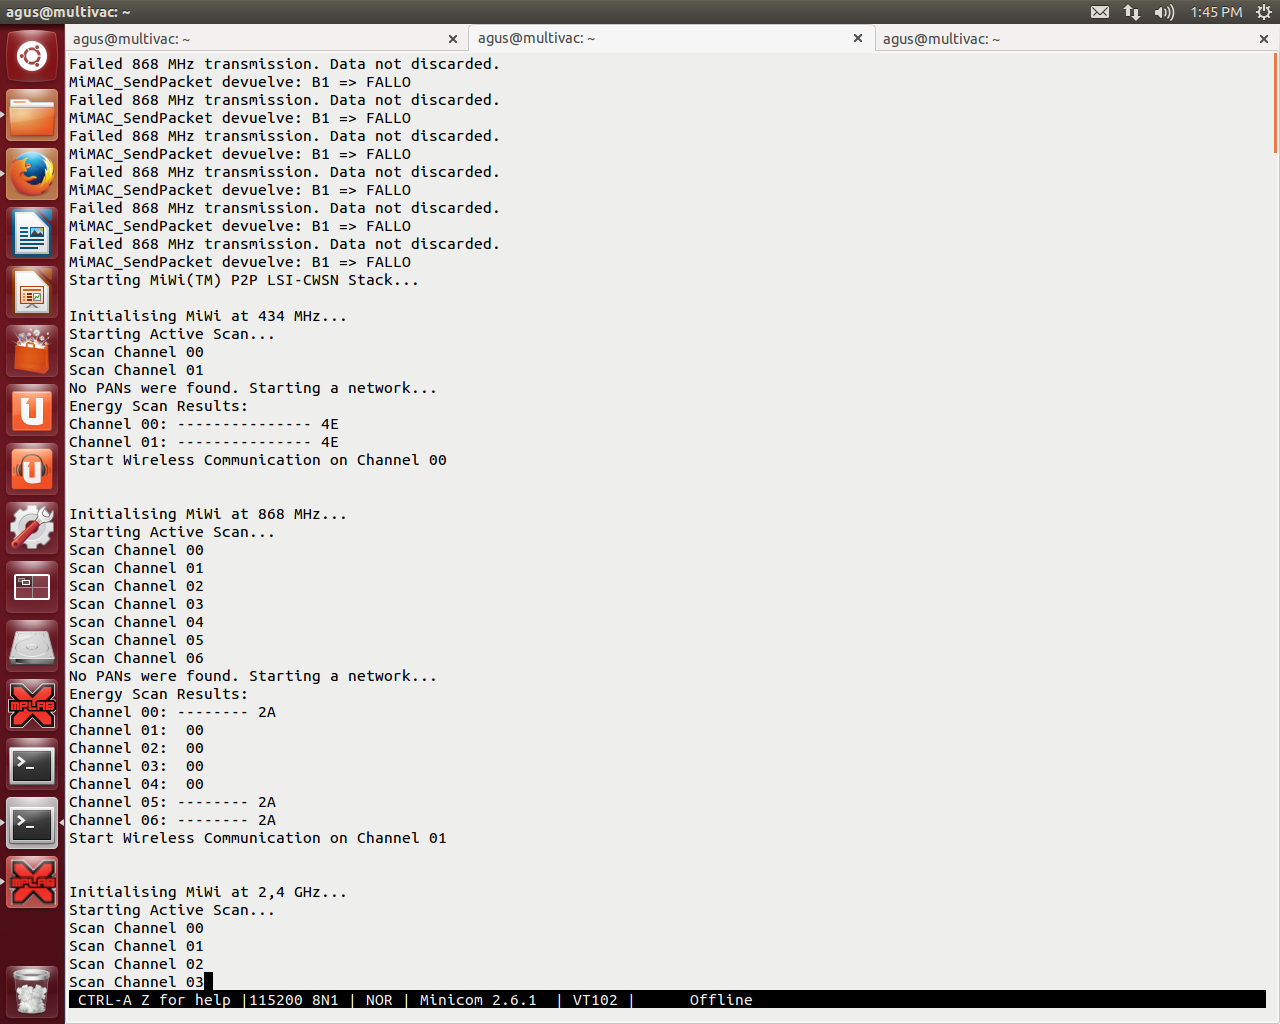 agus@multivac: ~
1:45 PM
agus@multivac: ~
agus@multivac: ~
agus@multivac: ~
Failed 868 MHz transmission. Data not discarded.
MiMAC_SendPacket devuelve: B1 => FALLO
Failed 868 MHz transmission. Data not discarded.
MiMAC_SendPacket devuelve: B1 => FALLO
Failed 868 MHz transmission. Data not discarded.
MiMAC_SendPacket devuelve: B1 => FALLO
Failed 868 MHz transmission. Data not discarded.
MiMAC_SendPacket devuelve: B1 => FALLO
Failed 868 MHz transmission. Data not discarded.
MiMAC_SendPacket devuelve: B1 => FALLO
Failed 868 MHz transmission. Data not discarded.
MiMAC_SendPacket devuelve: B1 => FALLO
Starting MiWi(TM) P2P LSI-CWSN Stack...
Initialising MiWi at 434 MHz...
Starting Active Scan...
Scan Channel 00
Scan Channel 01
No PANs were found. Starting a network...
Energy Scan Results:
Channel 00: --------------- 4E
Channel 01: --------------- 4E
Start Wireless Communication on Channel 00
Initialising MiWi at 868 MHz...
Starting Active Scan...
Scan Channel 00
Scan Channel 01
Scan Channel 02
Scan Channel 03
Scan Channel 04
Scan Channel 05
Scan Channel 06
No PANs were found. Starting a network...
Energy Scan Results:
Channel 00: -------- 2A
Channel 01:  00
Channel 02:  00
Channel 03:  00
Channel 04:  00
Channel 05: -------- 2A
Channel 06: -------- 2A
Start Wireless Communication on Channel 01
Initialising MiWi at 2,4 GHz...
Starting Active Scan...
Scan Channel 00
Scan Channel 01
Scan Channel 02
Scan Channel 03
CTRL-A Z for help |115200 8N1 | NOR | Minicom 2.6.1  | VT102 |      Offline
MPLAB
MPLAB